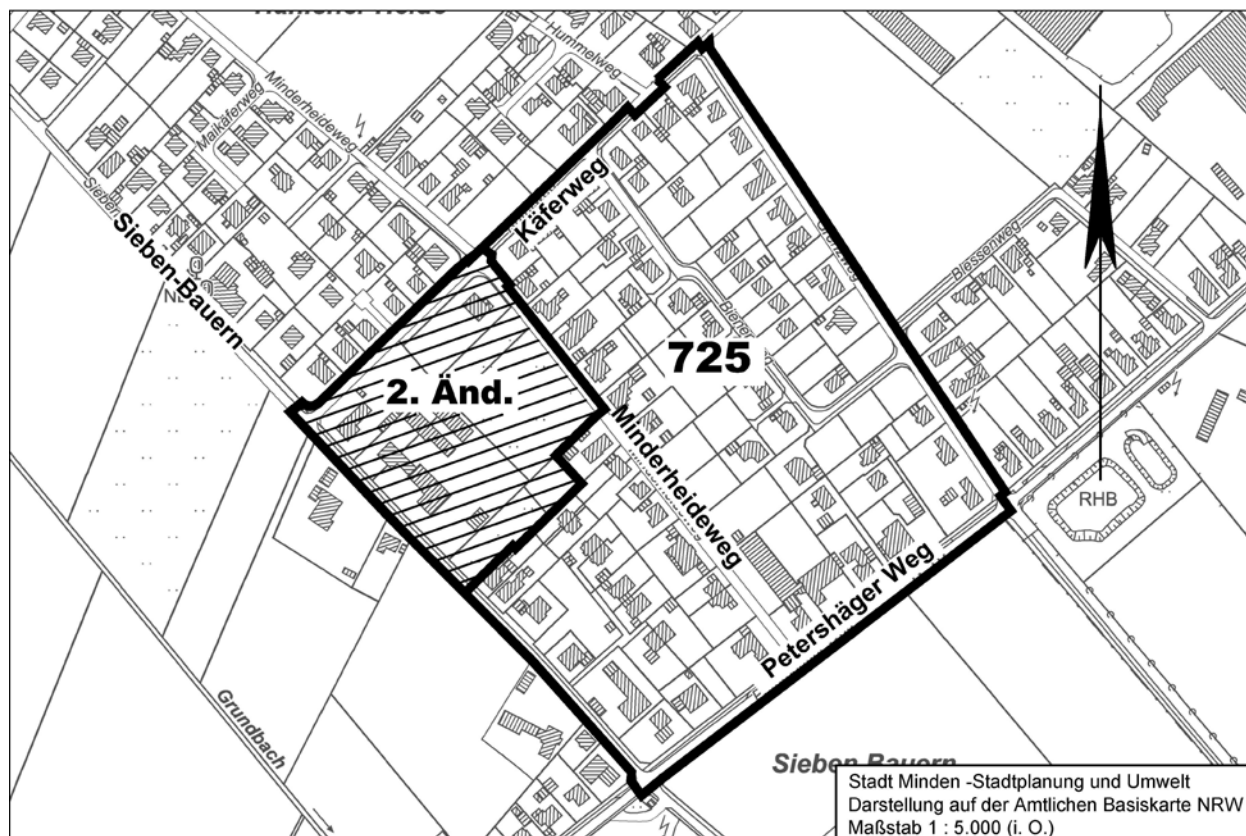 Hummelweg
Minderheideweg
Maikäferweg
Sieben-Bauern
Käferweg
Blessenweg
725
2. Änd.
Minderheideweg
RHB
Petershäger Weg
Grundbach
Sieben Bauern
Stadt Minden -Stadtplanung und Umwelt
Darstellung auf der Amtlichen Basiskarte NRW
Maßstab 1 : 5.000 (i. O.)